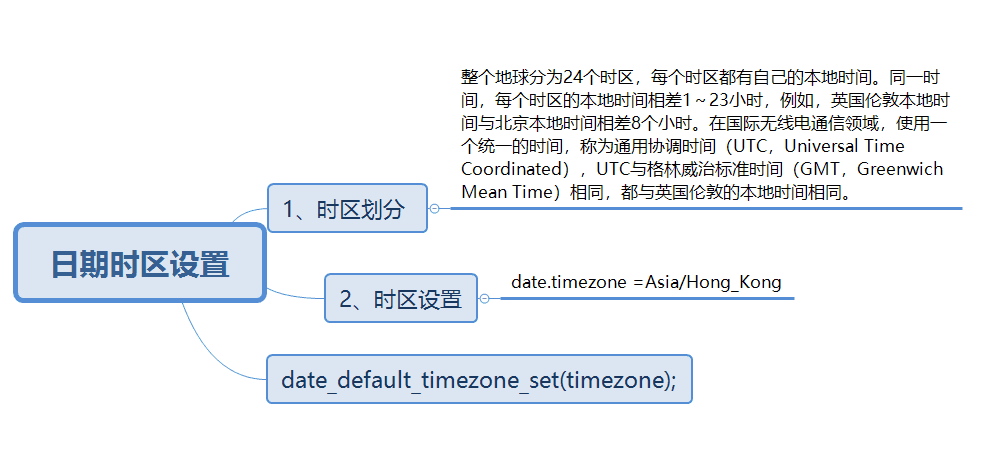 整个地球分为24个时区，每个时区都有自己的本地时间。同一时
间，每个时区的本地时间相差1～23小时，例如，英国伦敦本地时
间与北京本地时间相差8个小时。在国际无线电通信领域，使用一
个统一的时间，称为通用协调时间（UTC，Universal Time
Coordinated），UTC与格林威治标准时间（GMT，Greenwich
Mean Time）相同，都与英国伦敦的本地时间相同。
1、时区划分
日期时区设置
2、时区设置
date.timezone =Asia/Hong_Kong
date_default_timezone_set(timezone);